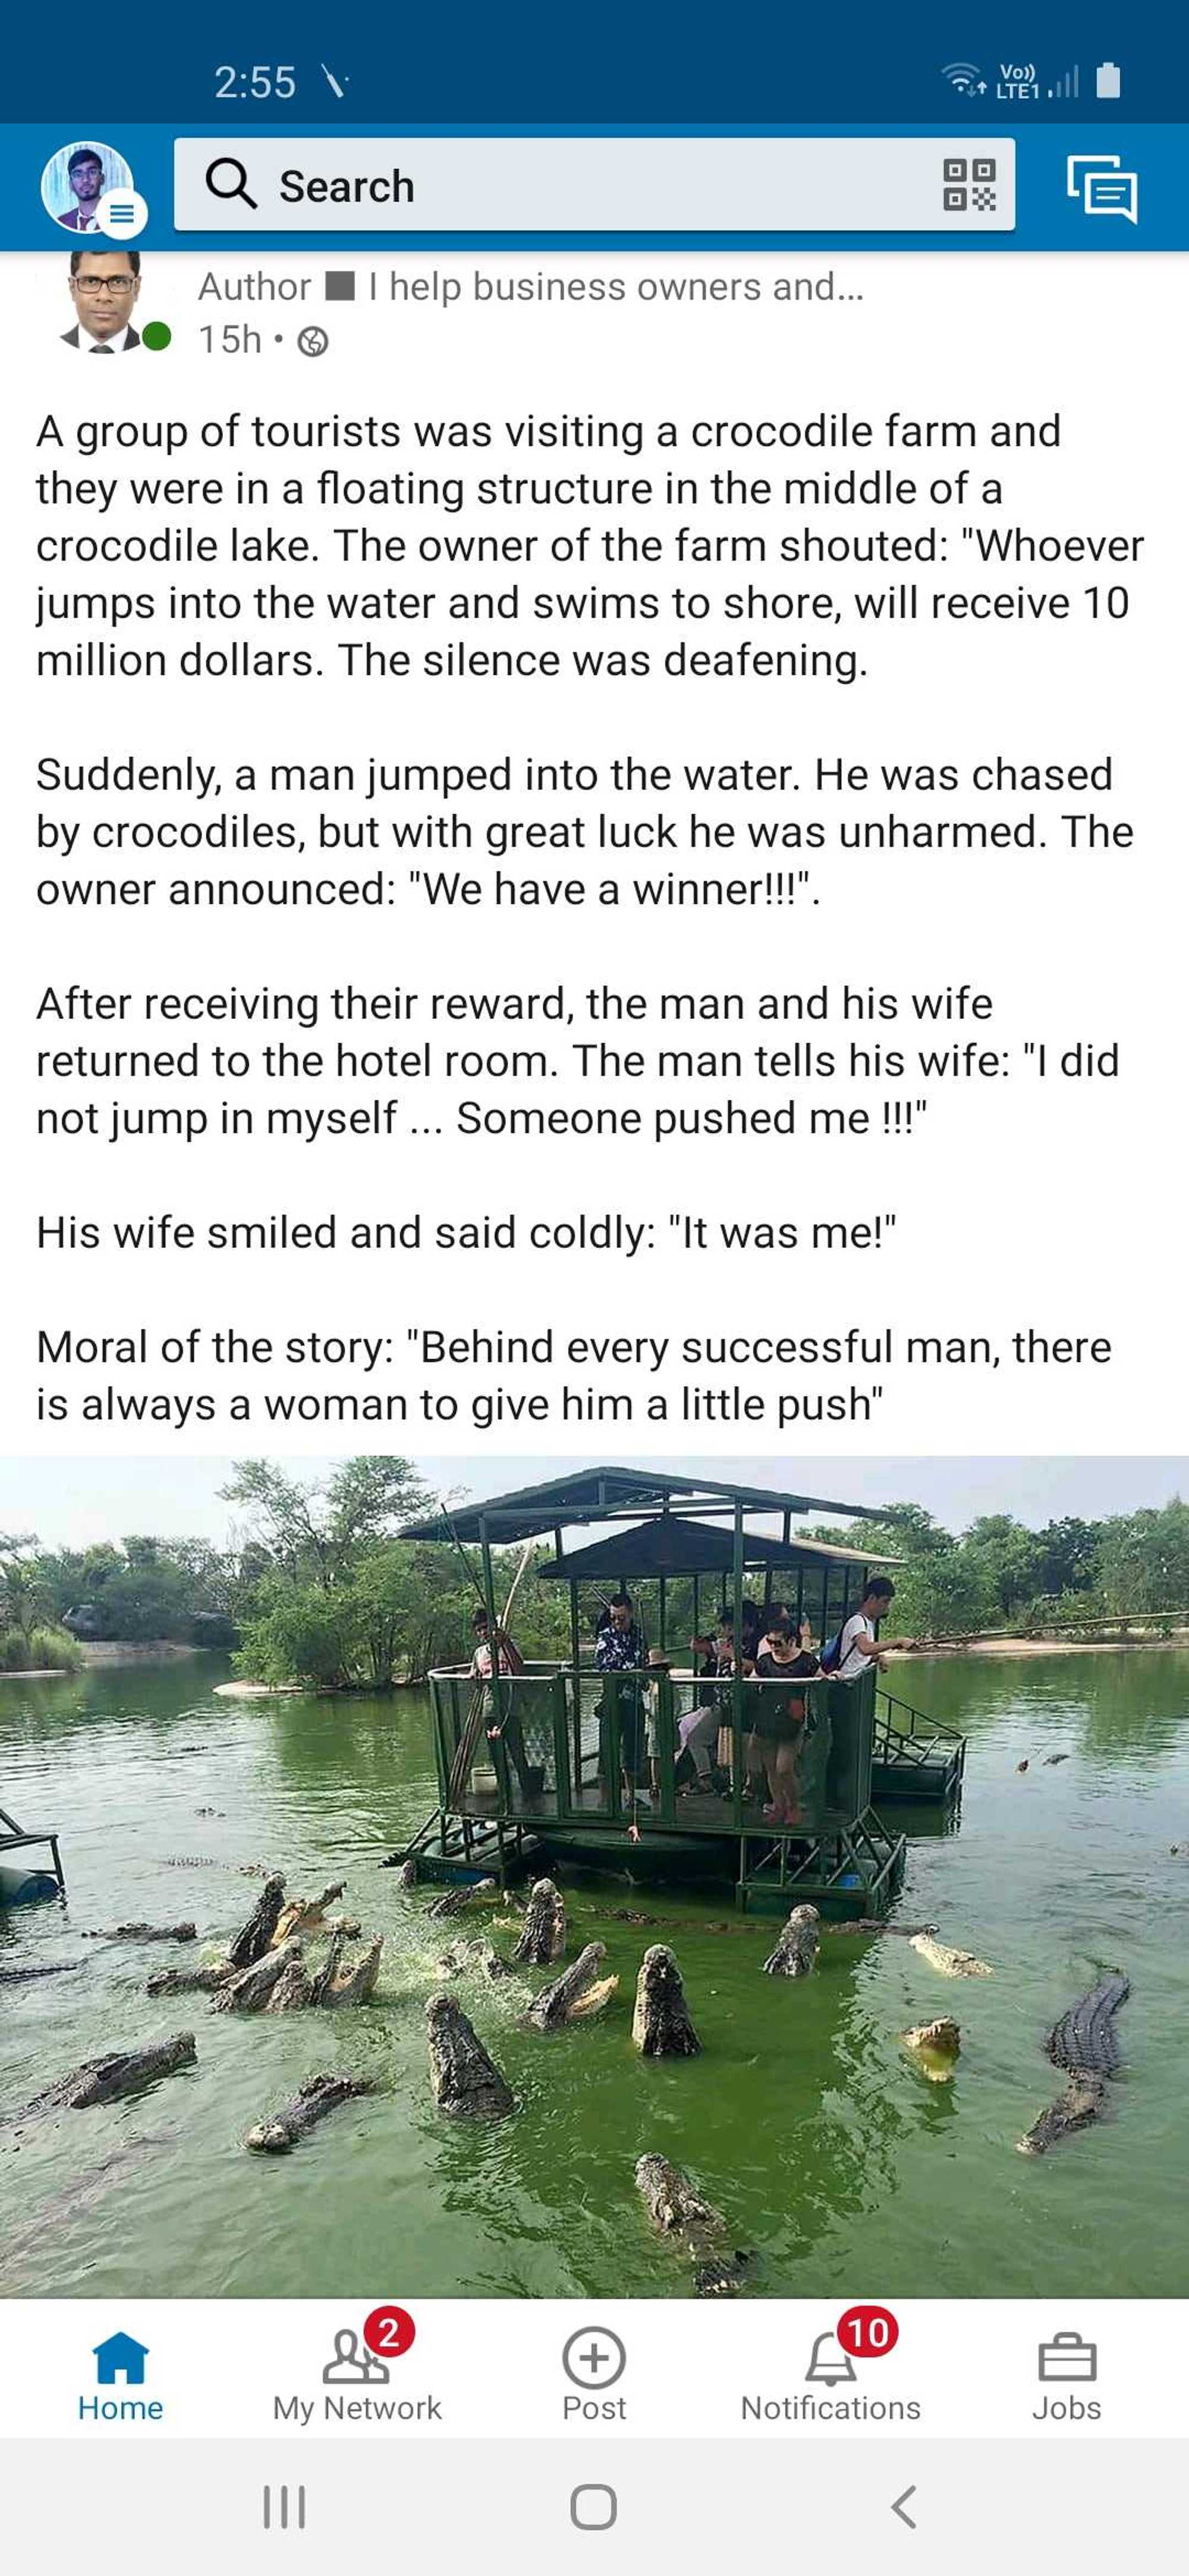 2:55
Vo))
LTE1
Search
Author ■ I help business owners and...
15h •
A group of tourists was visiting a crocodile farm and
they were in a floating structure in the middle of a
crocodile lake. The owner of the farm shouted: "Whoever
jumps into the water and swims to shore, will receive 10
million dollars. The silence was deafening.
Suddenly, a man jumped into the water. He was chased
by crocodiles, but with great luck he was unharmed. The
owner announced: "We have a winner!!!".
After receiving their reward, the man and his wife
returned to the hotel room. The man tells his wife: "I did
not jump in myself ... Someone pushed me !!!"
His wife smiled and said coldly: "It was me!"
Moral of the story: "Behind every successful man, there
is always a woman to give him a little push"
2
10
Home
My Network
Post
Notifications
Jobs